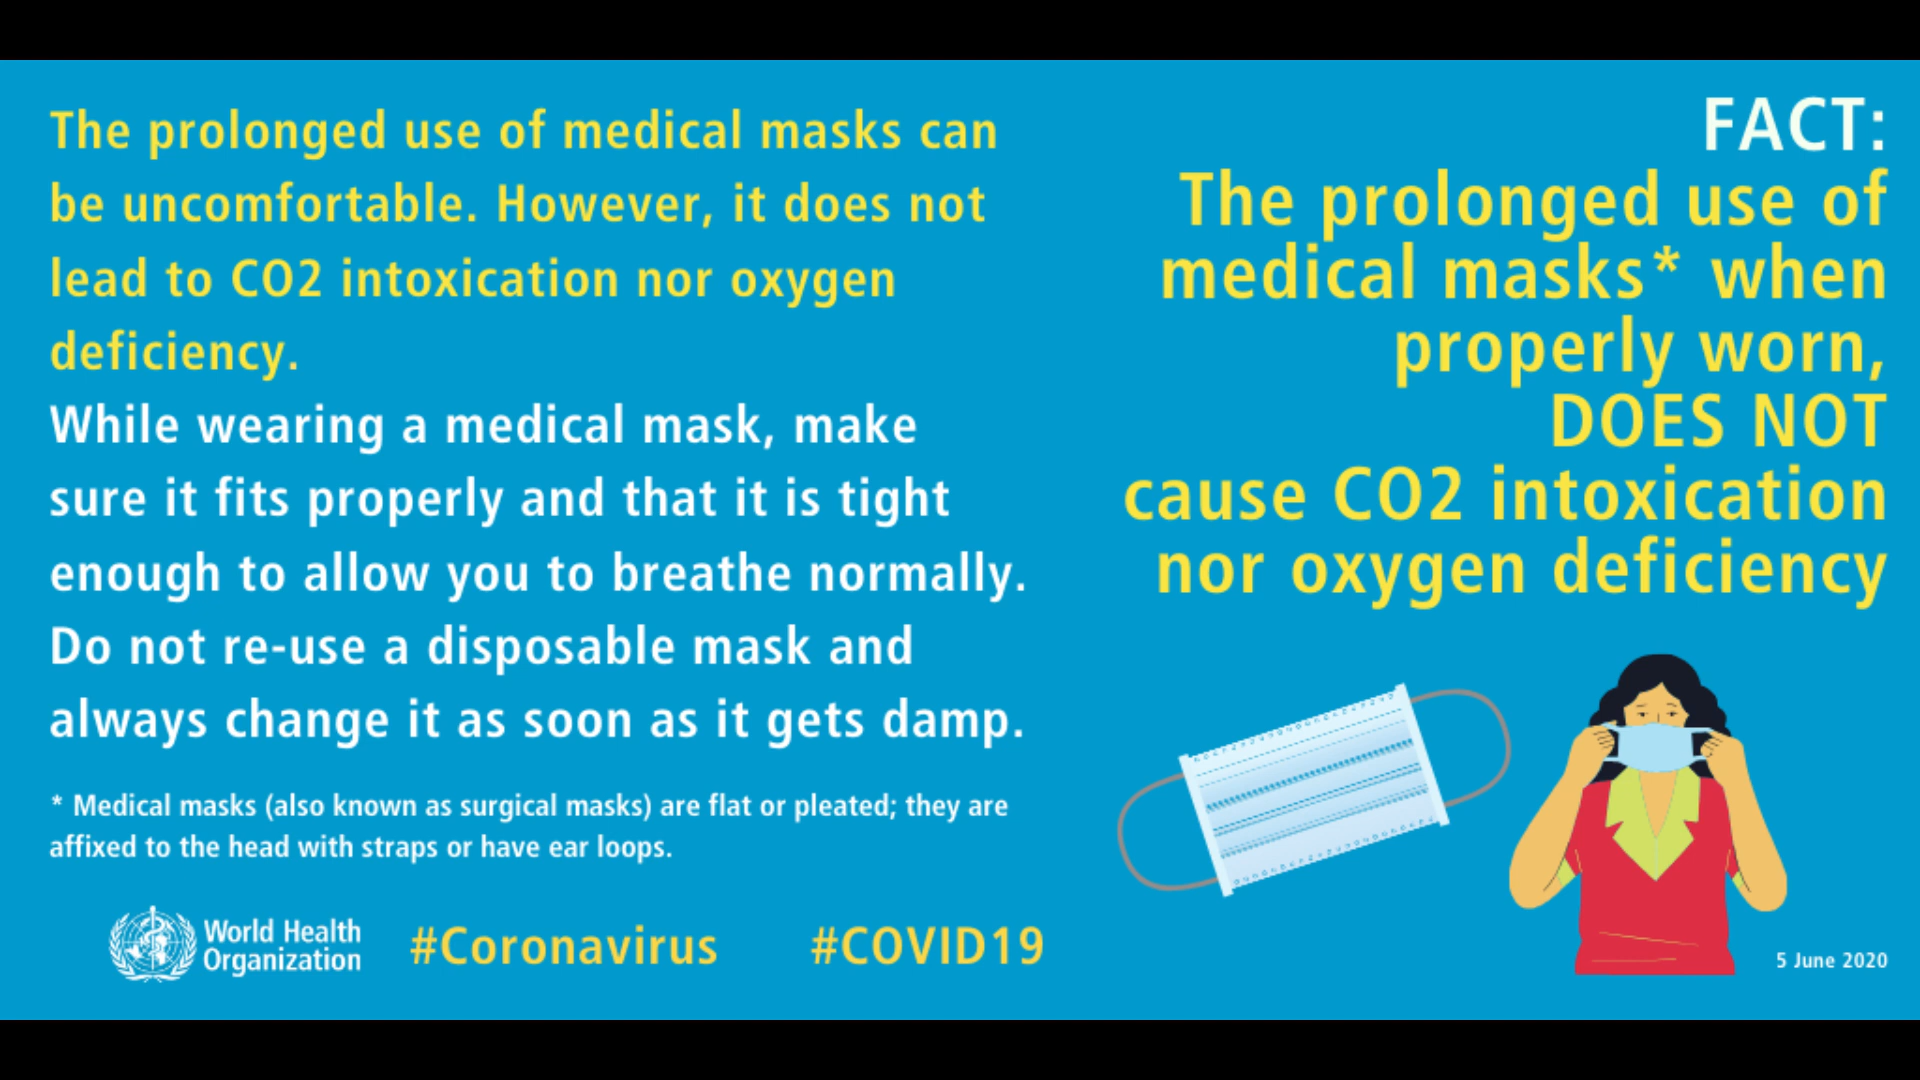 The prolonged use of medical masks can
be uncomfortable. However, it does not
lead to CO2 intoxication nor oxygen
deficiency.
While wearing a medical mask, make
sure it fits properly and that it is tight
enough to allow you to breathe normally.
Do not re-use a disposable mask and
always change it as soon as it gets damp.
* Medical masks (also known as surgical masks) are flat or pleated; they are
affixed to the head with straps or have ear loops.
World Health
Organization
#Coronavirus #COVID19
FACT:
The prolonged use of
medical masks* when
properly worn,
DOES NOT
cause CO2 intoxication
nor oxygen deficiency
5 June 2020